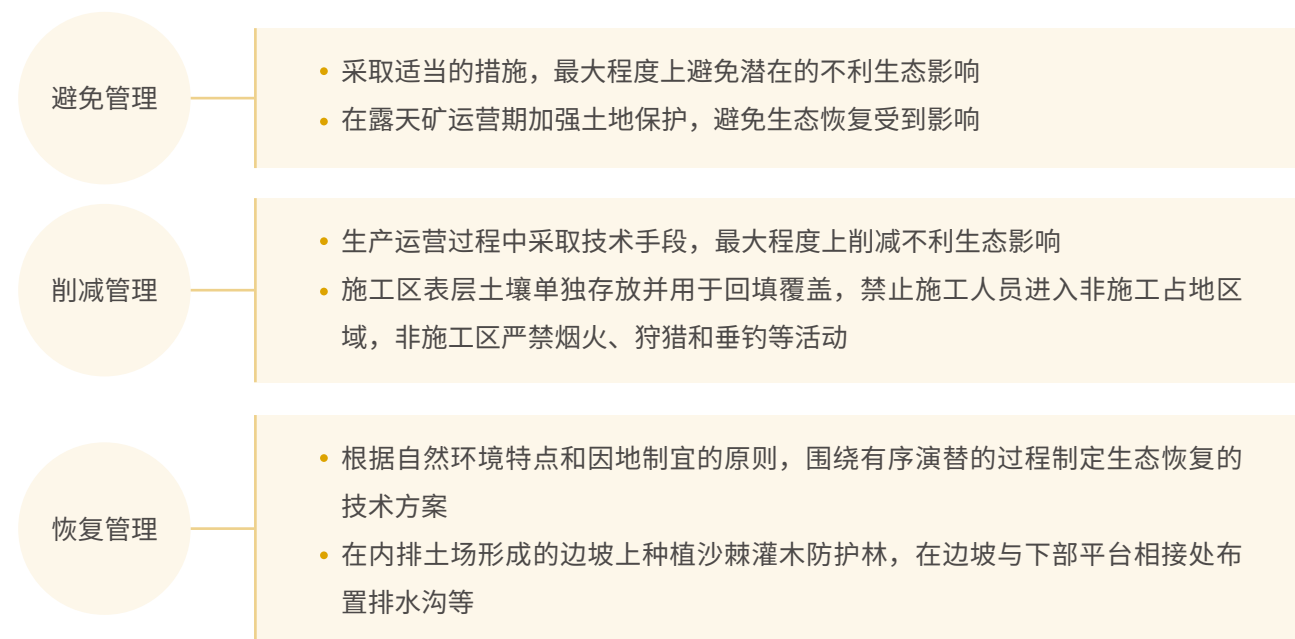 避免管理
• 采取适当的措施，最大程度上避免潜在的不利生态影响
• 在露天矿运营期加强土地保护，避免生态恢复受到影响
削减管理
• 生产运营过程中采取技术手段，最大程度上削减不利生态影响
• 施工区表层土壤单独存放并用于回填覆盖，禁止施工人员进入非施工占地区
域，非施工区严禁烟火、狩猎和垂钓等活动
恢复管理
• 根据自然环境特点和因地制宜的原则，围绕有序演替的过程制定生态恢复的
技术方案
• 在内排土场形成的边坡上种植沙棘灌木防护林，在边坡与下部平台相接处布
置排水沟等